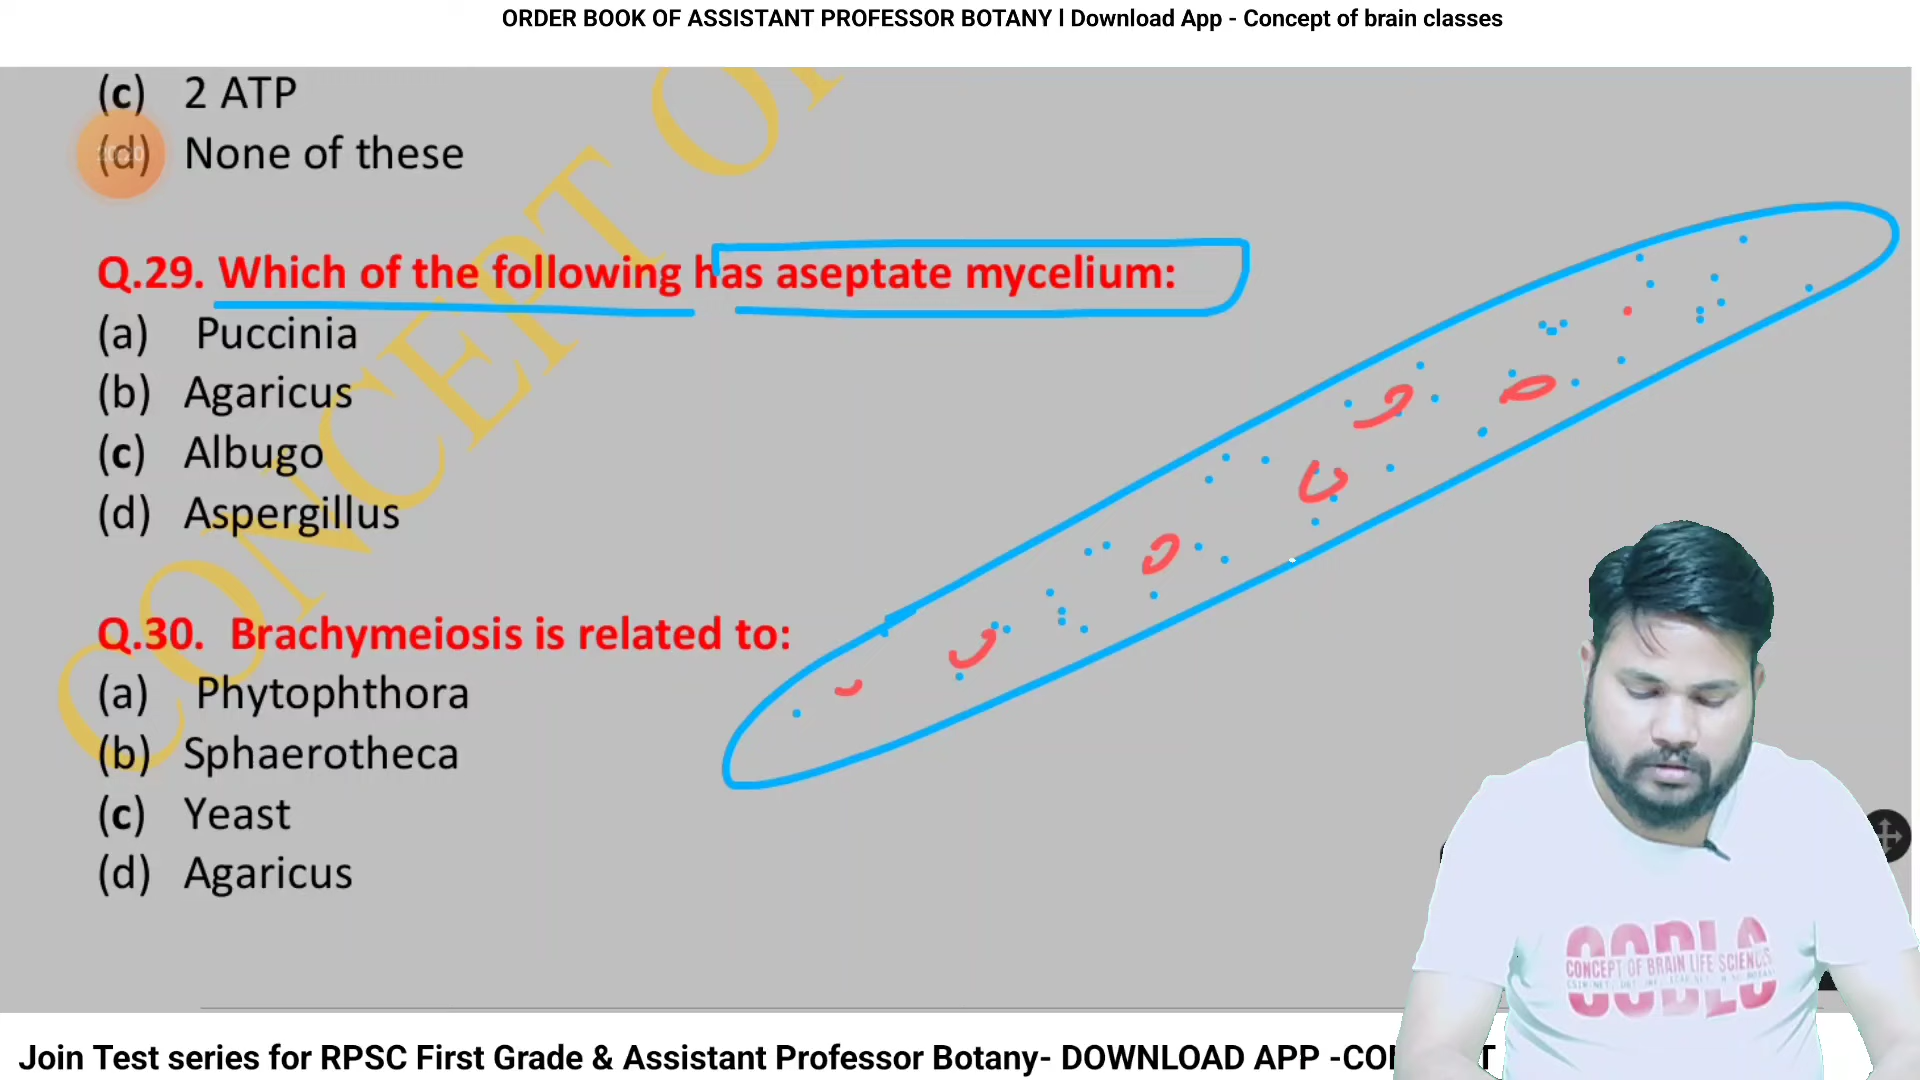 ORDER BOOK OF ASSISTANT PROFESSOR BOTANY l Download App - Concept of brain classes
(c) 2 ATP
(d) None of these
Q.29. Which of the following has aseptate mycelium:
(a) Puccinia
(b) Agaricus
(c) Albugo
(d) Aspergillus
Q.30. Brachymeiosis is related to:
(a) Phytophthora
(b) Sphaerotheca
(c) Yeast
(d) Agaricus
CONCEPT OF
CONCEPT OF BRAIN LIFE SCIENCES
Join Test series for RPSC First Grade & Assistant Professor Botany- DOWNLOAD APP -CO